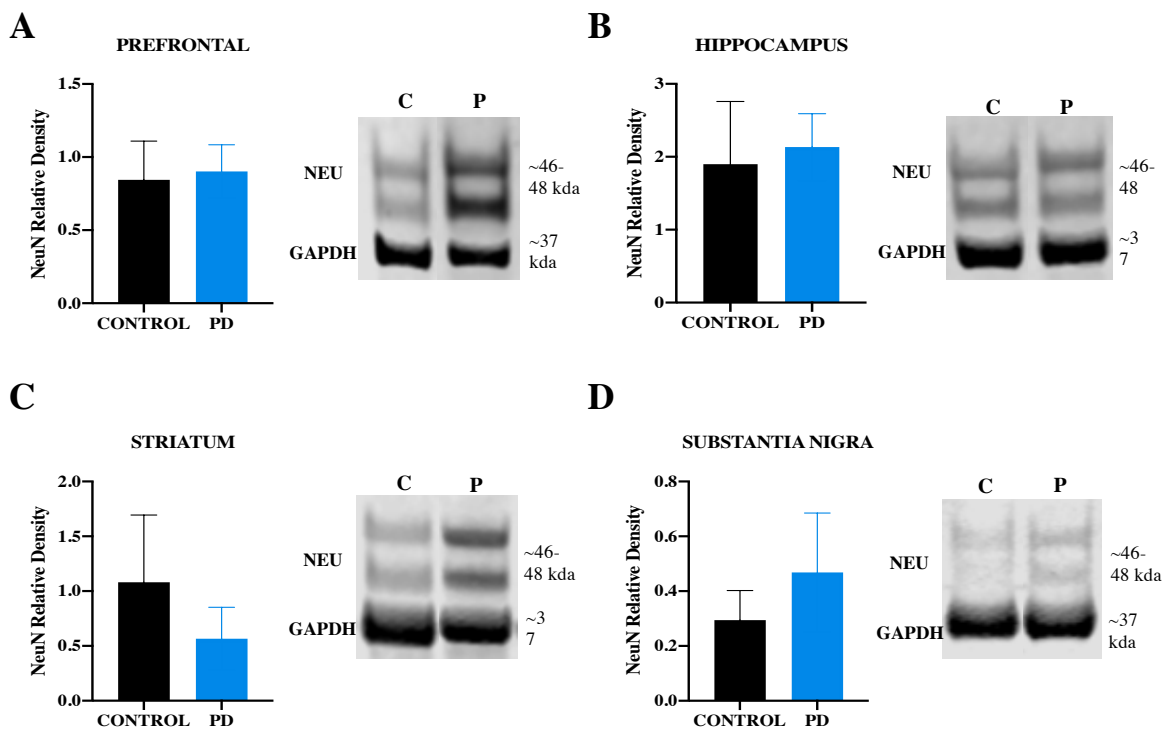 A
PREFRONTAL
NeuN Relative Density
1.5
1.0
0.5
0.0
CONTROL PD
C P
NEU
GAPDH
~46-
48 kda
~37
kda
B
HIPPOCAMPUS
NeuN Relative Density
3
2
1
0
CONTROL PD
C P
NEU
GAPDH
~46-
48
~3
7
C
STRIATUM
NeuN Relative Density
2.0
1.5
1.0
0.5
0.0
CONTROL PD
C P
NEU
GAPDH
~46-
48 kda
~3
7
D
SUBSTANTIA NIGRA
NeuN Relative Density
0.8
0.6
0.4
0.2
0.0
CONTROL PD
C P
NEU
GAPDH
~46-
48 kda
~37
kda